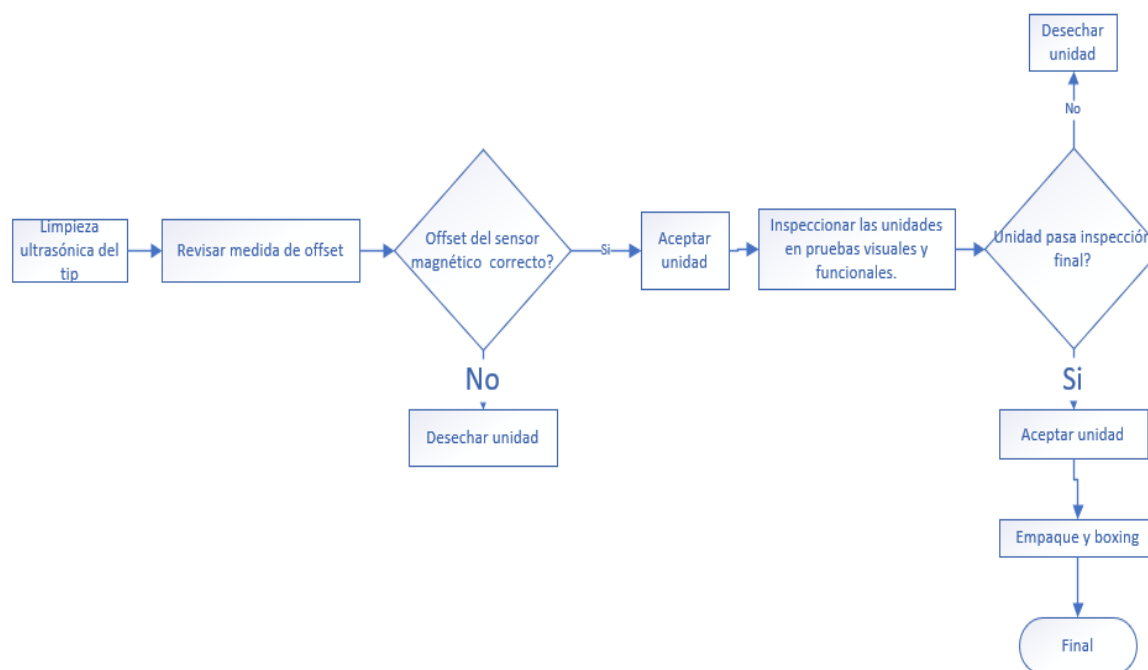 Limpieza
ultrasónica del
tip
Revisar medida de offset
Offset del sensor
magnético correcto?
No
Desechar unidad
Si
Aceptar
unidad
Inspeccionar las unidades
en pruebas visuales y
funcionales.
Unidad pasa inspección
final?
No
Desechar
unidad
Si
Aceptar unidad
Empaque y boxing
Final